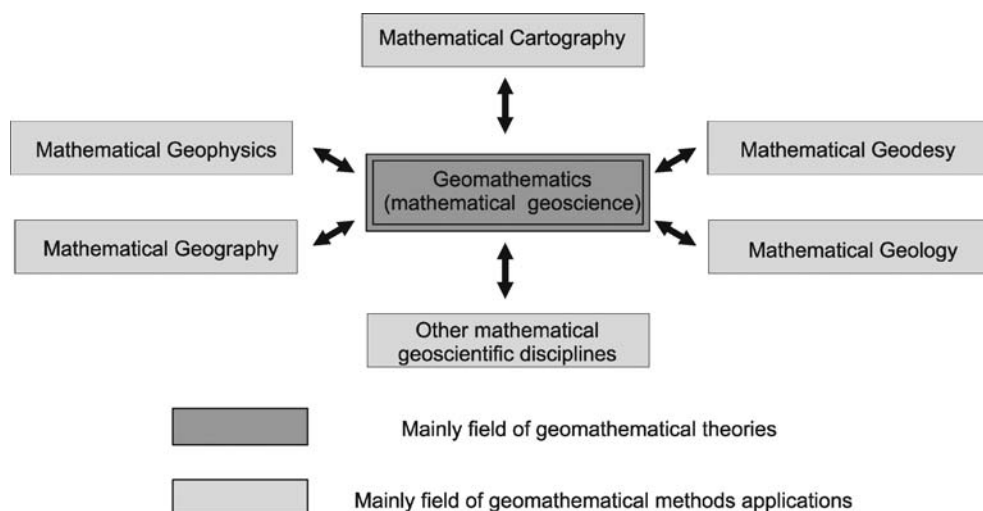 Mathematical Cartography
Mathematical Geophysics
Mathematical Geodesy
Geomathematics
(mathematical geoscience)
Mathematical Geography
Mathematical Geology
Other mathematical
geoscientific disciplines
Mainly field of geomathematical theories
Mainly field of geomathematical methods applications